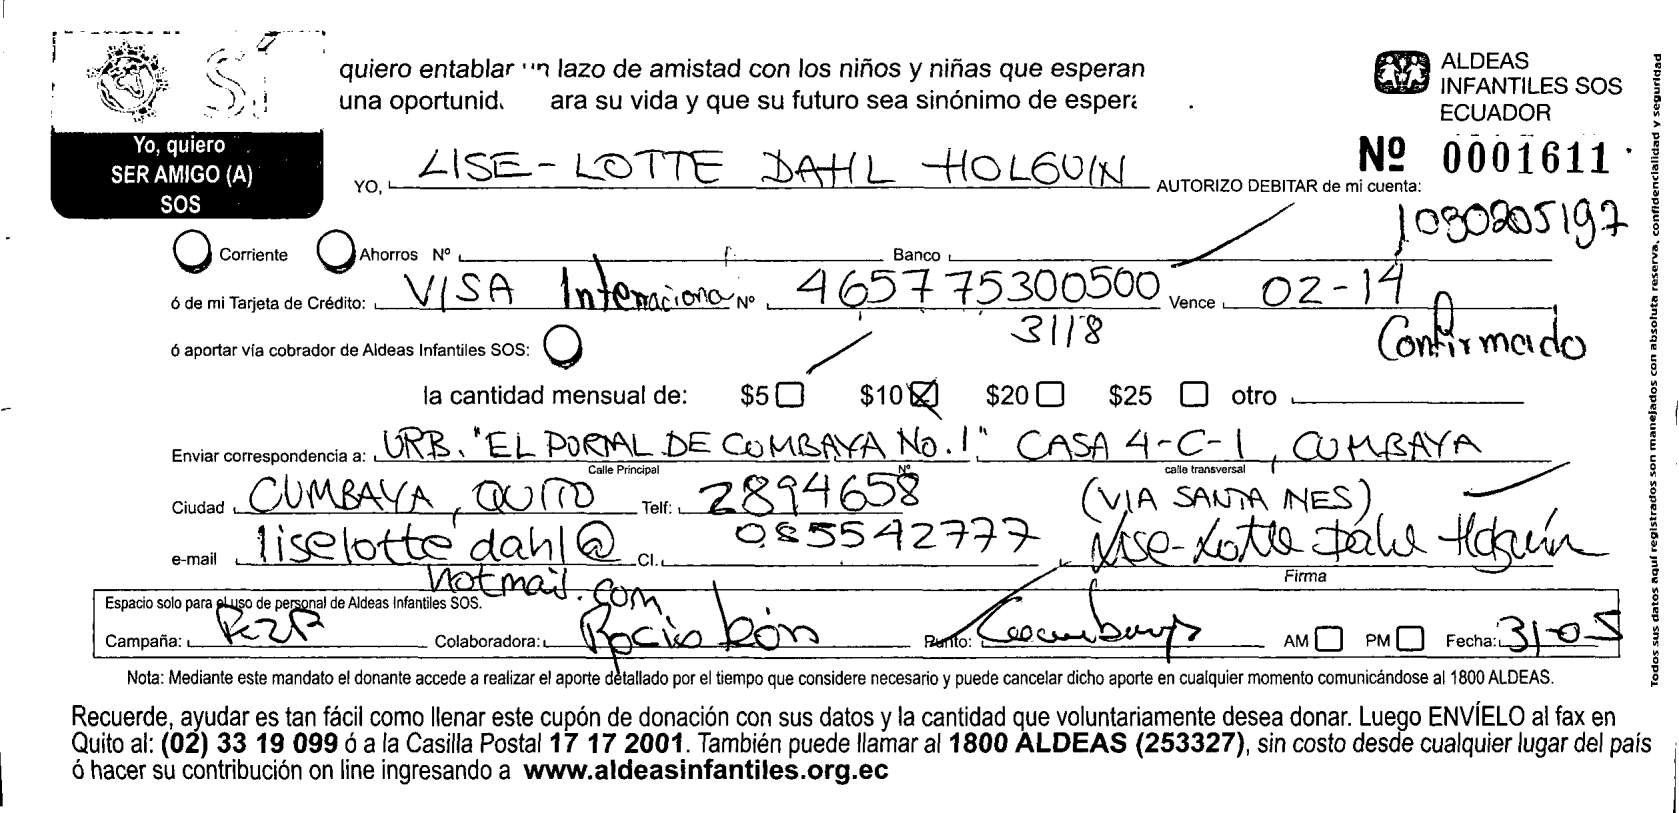 Sí quiero entablar un lazo de amistad con los niños y niñas que esperan
una oportunid ara su vida y que su futuro sea sinónimo de esper
ALDEAS
INFANTILES SOS
ECUADOR
Yo, quiero
SER AMIGO (A)
SOS
Nº 0001611
YO, LISE-LOTTE DAHL HOLGUIN AUTORIZO DEBITAR de mi cuenta:
1080205197
Corriente Ahorros Nº Banco
ó de mi Tarjeta de Crédito: VISA Internaciona Nº 465775300500 Vence 02-14
3118
Confirmado
ó aportar vía cobrador de Aldeas Infantiles SOS:
la cantidad mensual de: $5 $10 $20 $25 otro
Enviar correspondencia a: URB. "EL PORTAL DE CUMBAYA No. 1" CASA 4-C-1, CUMBAYA
Calle Principal Nº calle transversal
Ciudad CUMBAYA, QUITO Telf: 2894658 (VIA SANTA INES)
e-mail liselottedahl@ CI. 085542777 Lise-Lotte Dahl Holguín
hotmail.com
Firma
Espacio solo para el uso de personal de Aldeas Infantiles SOS.
Campaña: Colaboradora: Rocío León Punto: AM PM Fecha: 31-05
Nota: Mediante este mandato el donante accede a realizar el aporte detallado por el tiempo que considere necesario y puede cancelar dicho aporte en cualquier momento comunicándose al 1800 ALDEAS.
Recuerde, ayudar es tan fácil como llenar este cupón de donación con sus datos y la cantidad que voluntariamente desea donar. Luego ENVÍELO al fax en
Quito al: (02) 33 19 099 ó a la Casilla Postal 17 17 2001. También puede llamar al 1800 ALDEAS (253327), sin costo desde cualquier lugar del país
ó hacer su contribución on line ingresando a www.aldeasinfantiles.org.ec
Todos sus datos aquí registrados son manejados con absoluta reserva, confidencialidad y seguridad